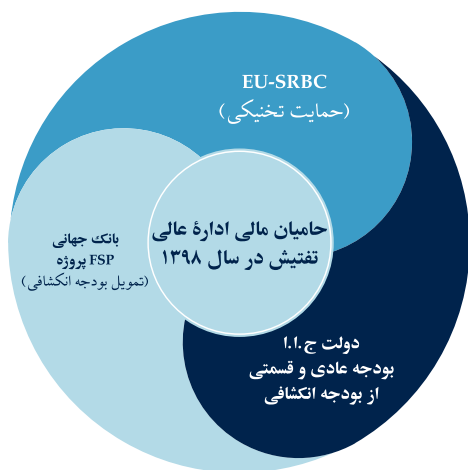 EU-SRBC
(حمایت تخنیکی)
حامیان مالی ادارۀ عالی
تفتیش در سال ۱۳۹۸
بانک جهانی
FSP پروژه
(تمویل بودجه انکشافی)
دولت ج.ا.ا
بودجه عادی و قسمتی
از بودجه انکشافی